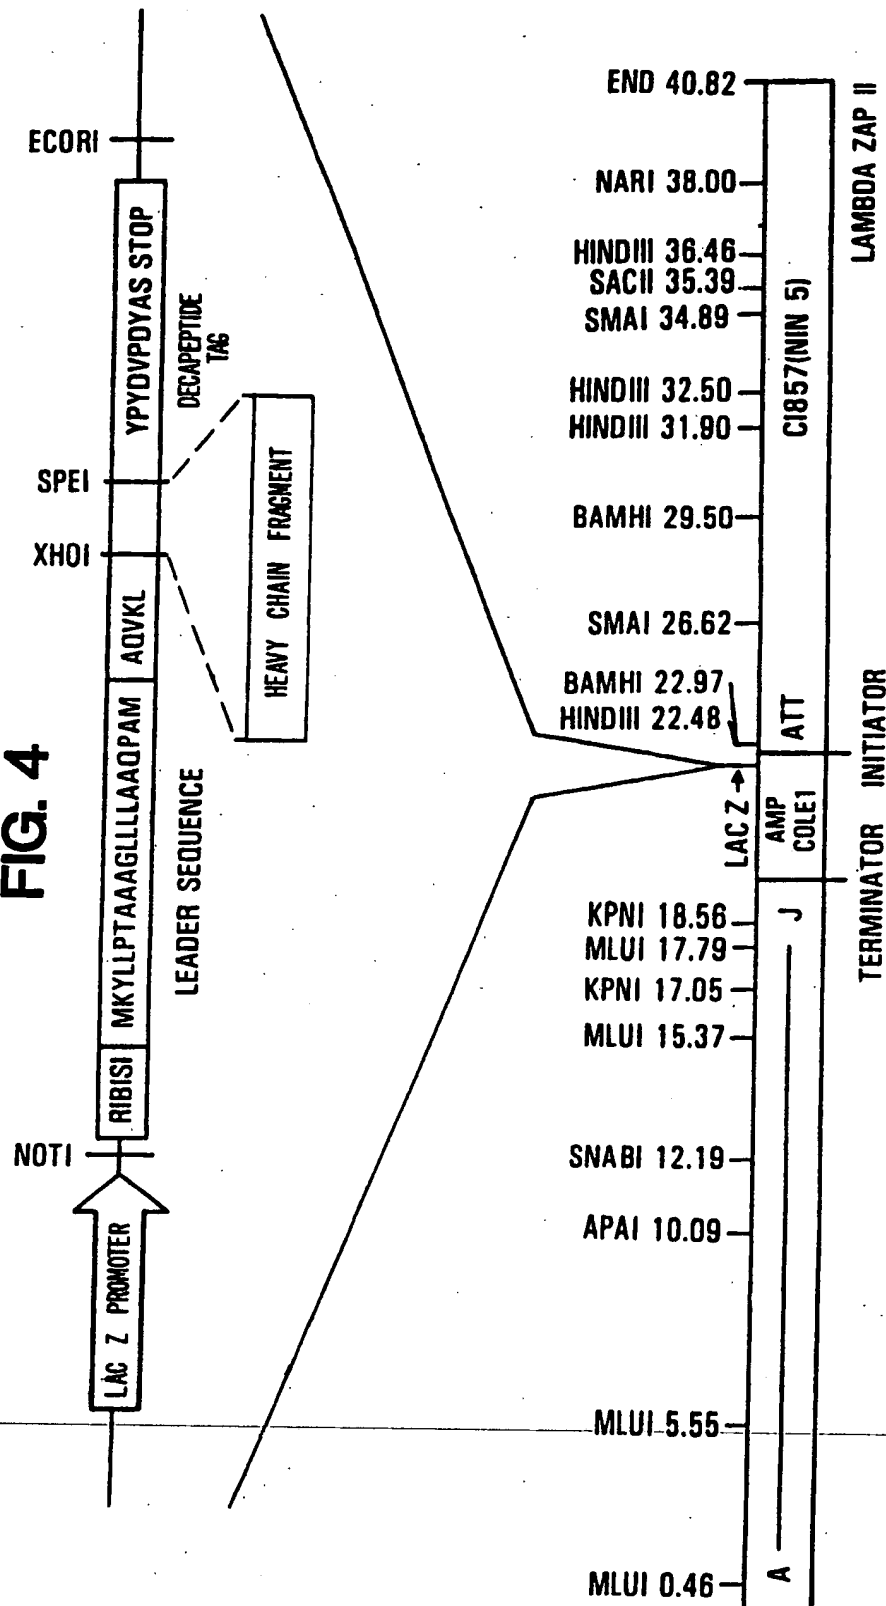 FIG. 4
ECORI
SPEI
XHOI
NOTI
LAC Z PROMOTER
RIBISI
MKYLLPTAAAGLLLLAAQPAM
AQVKL
YPYDVPDYAS STOP
LEADER SEQUENCE
DECAPEPTIDE
TAG
HEAVY CHAIN FRAGMENT
END 40.82
NARI 38.00
HINDIII 36.46
SACII 35.39
SMAI 34.89
HINDIII 32.50
HINDIII 31.90
BAMHI 29.50
SMAI 26.62
BAMHI 22.97
HINDIII 22.48
LAC Z
KPNI 18.56
MLUI 17.79
KPNI 17.05
MLUI 15.37
SNABI 12.19
APAI 10.09
MLUI 5.55
MLUI 0.46
A
J
AMP
COLE1
ATT
CI857(NIN 5)
TERMINATOR
INITIATOR
LAMBDA ZAP II